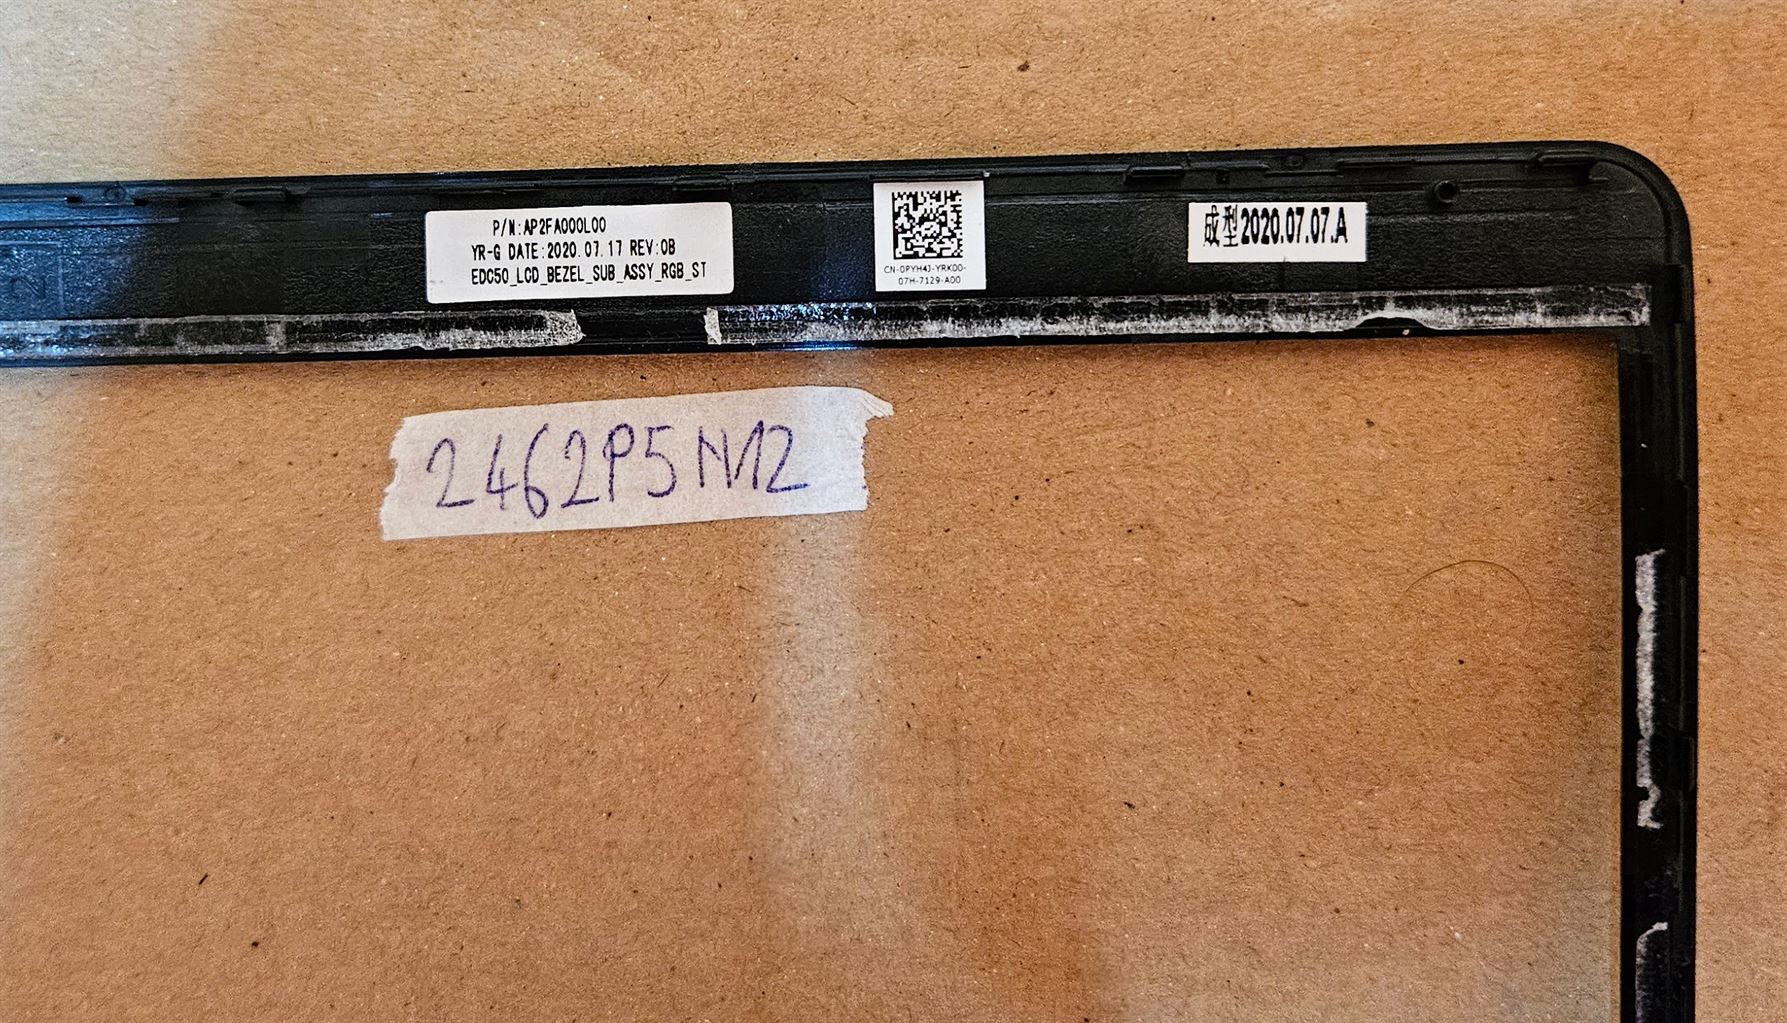 P/N:AP2FA000L00
YR-G DATE:2020.07.17 REV:0B
EDC50_LCD_BEZEL_SUB_ASSY_RGB_ST
CN-0PYH4J-YRK00-
07H-7129-A00
成型2020.07.07.A
2462P5N12